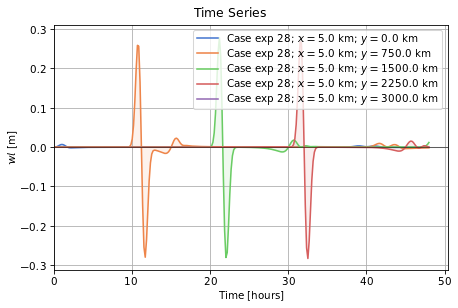 Time Series
Case exp 28; x = 5.0 km; y = 0.0 km
Case exp 28; x = 5.0 km; y = 750.0 km
Case exp 28; x = 5.0 km; y = 1500.0 km
Case exp 28; x = 5.0 km; y = 2250.0 km
Case exp 28; x = 5.0 km; y = 3000.0 km
wl [m]
0.3
0.2
0.1
0.0
−0.1
−0.2
−0.3
0 10 20 30 40 50
Time [hours]